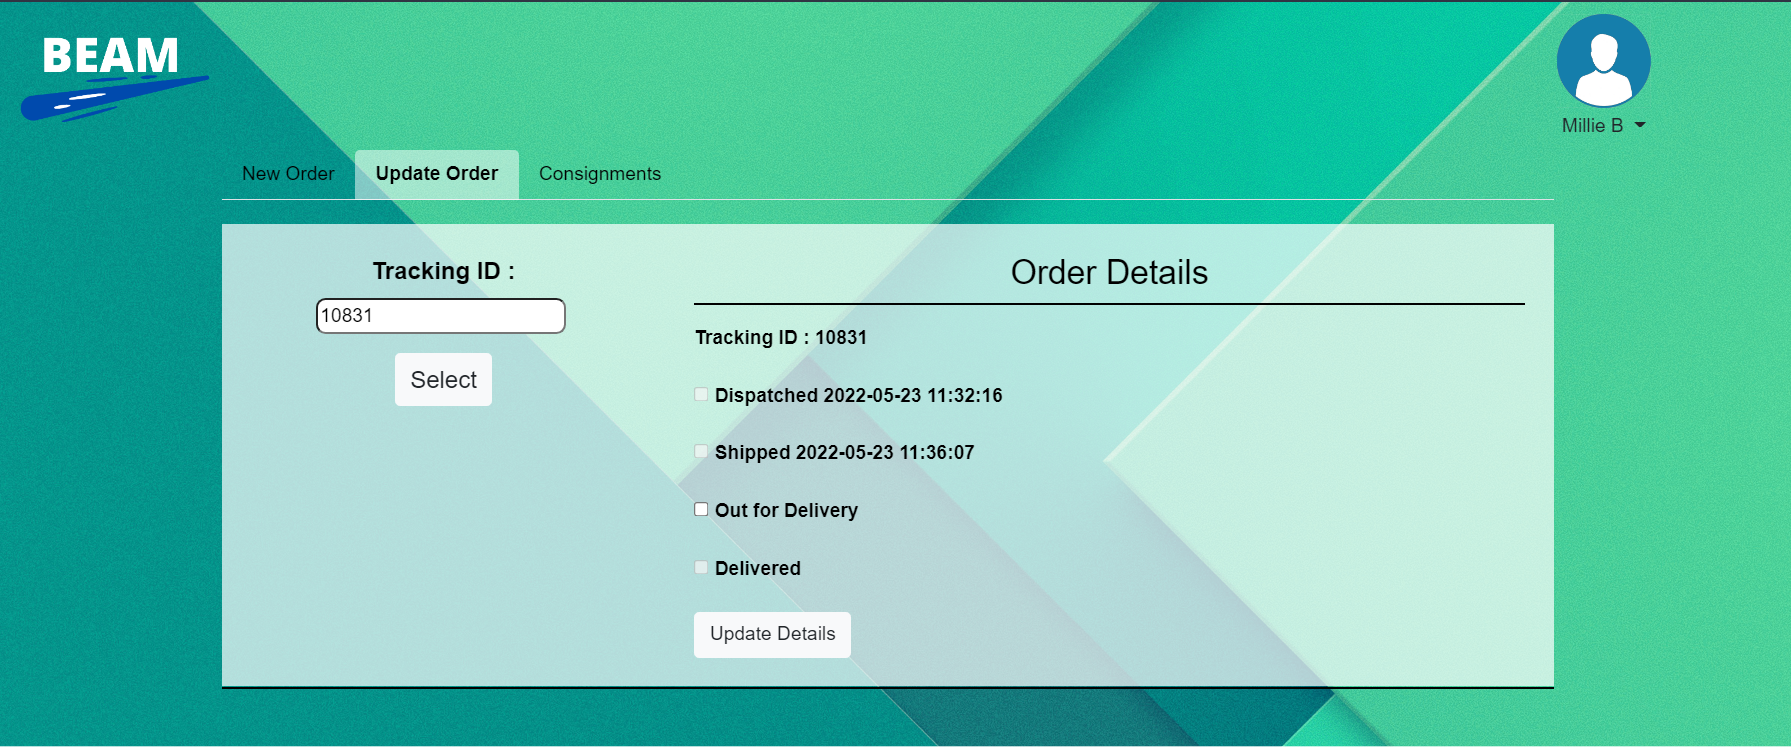 BEAM
Millie B
New Order
Update Order
Consignments
Tracking ID :
10831
Select
Order Details
Tracking ID : 10831
Dispatched 2022-05-23 11:32:16
Shipped 2022-05-23 11:36:07
Out for Delivery
Delivered
Update Details